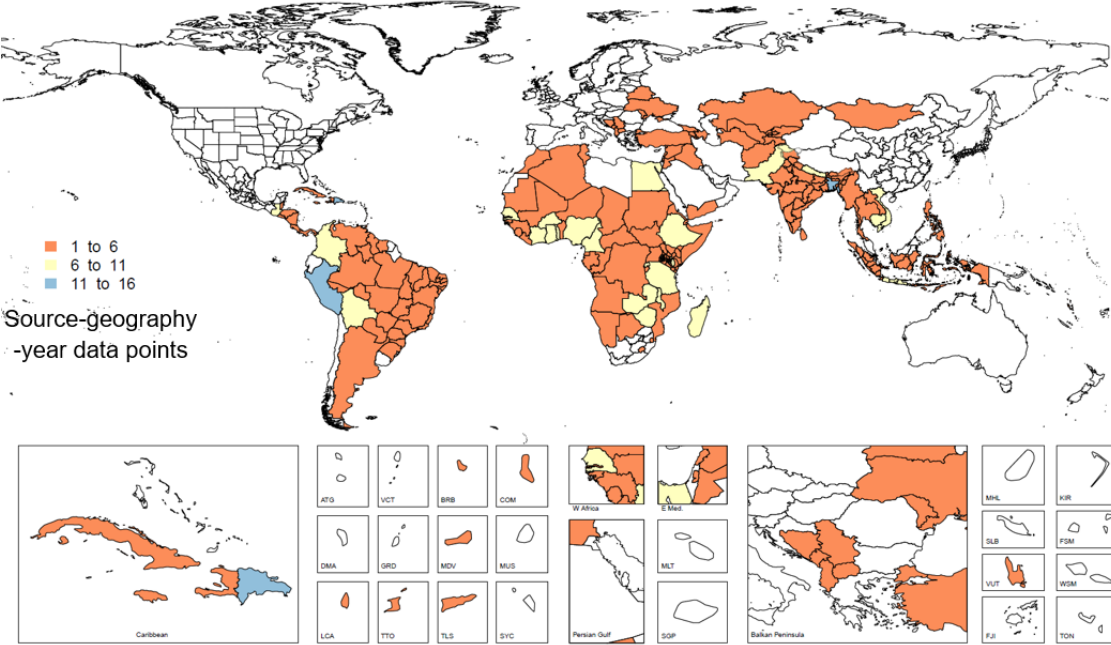 1 to 6
6 to 11
11 to 16
Source-geography
-year data points
ATG
VCT
BRB
COM
W Africa
E Med.
MHL
KIR
DMA
GRD
MDV
MUS
MLT
SLB
FSM
VUT
WSM
LCA
TTO
TLS
SYC
Caribbean
Persian Gulf
SGP
Balkan Peninsula
FJI
TON